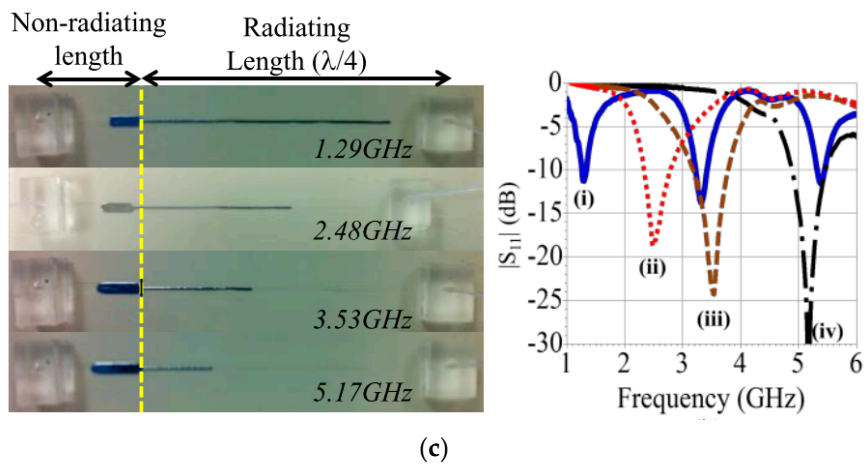 Non-radiating
length
Radiating
Length (λ/4)
1.29GHz
2.48GHz
3.53GHz
5.17GHz
0
-5
-10
-15
-20
-25
-30
|S11| (dB)
(i)
(ii)
(iii)
(iv)
1 2 3 4 5 6
Frequency (GHz)
(c)